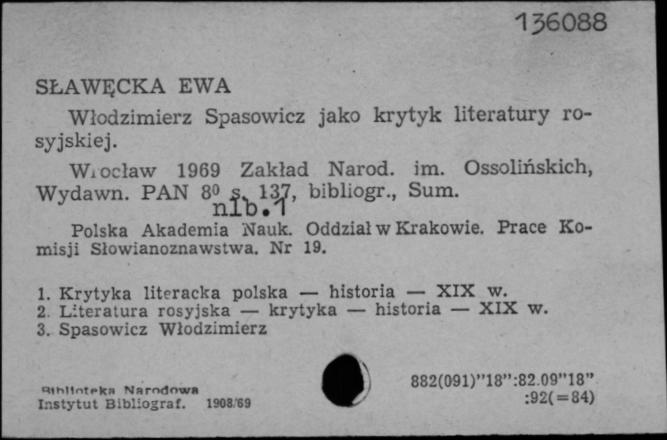 136088
SŁAWĘCKA EWA
Włodzimierz Spasowicz jako krytyk literatury ro-
syjskiej.
Wrocław 1969 Zakład Narod. im. Ossolińskich,
Wydawn. PAN 8⁰ s. 137, bibliogr., Sum.
nlb.1
Polska Akademia Nauk. Oddział w Krakowie. Prace Ko-
misji Słowianoznawstwa. Nr 19.
1. Krytyka literacka polska — historia — XIX w.
2. Literatura rosyjska — krytyka — historia — XIX w.
3. Spasowicz Włodzimierz
882(091)"18":82.09"18"
Biblioteka Narodowa
:92(=84)
Instytut Bibliograf. 1908/69